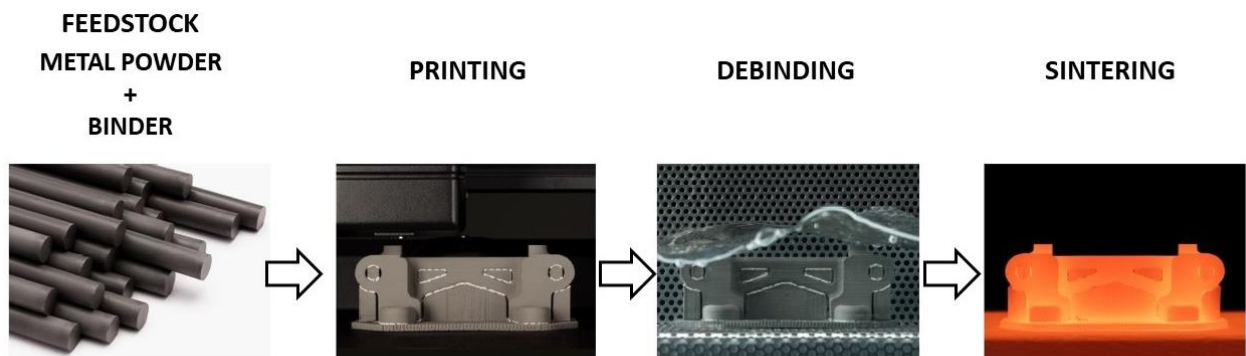 FEEDSTOCK
METAL POWDER
+
BINDER
PRINTING
DEBINDING
SINTERING